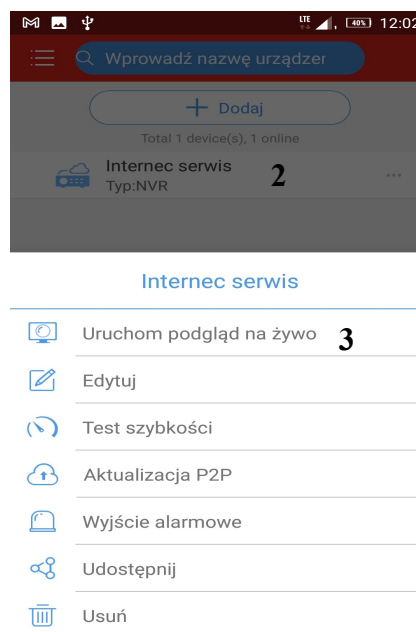 LTE 40% 12:02
Wprowadź nazwę urządzer
+ Dodaj
Total 1 device(s), 1 online
Internec serwis 2
Typ:NVR
Internec serwis
Uruchom podgląd na żywo 3
Edytuj
Test szybkości
Aktualizacja P2P
Wyjście alarmowe
Udostępnij
Usuń